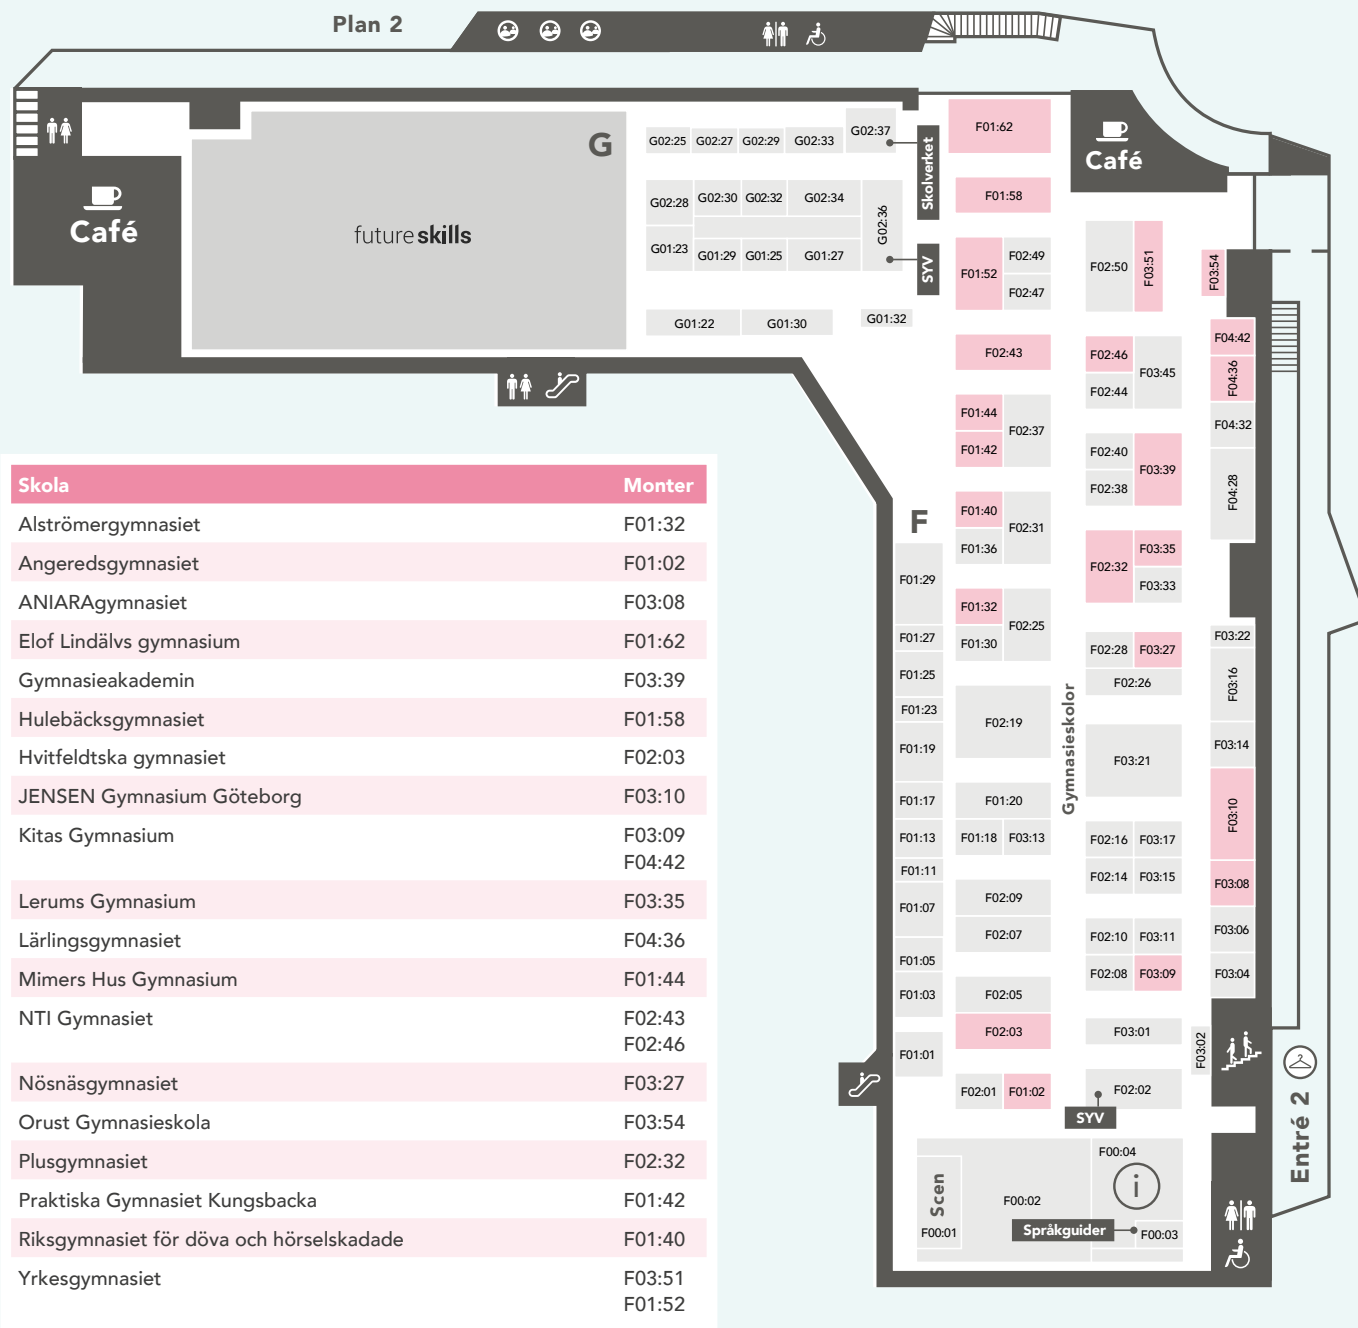 Plan 2
G
future skills
Café
Café
G02:25 G02:27 G02:29 G02:33 G02:37
Skolverket
G02:28 G02:30 G02:32 G02:34 G02:36
G01:23 G01:29 G01:25 G01:27
SYV
G01:22 G01:30 G01:32
F01:62
F01:58
F01:52 F02:49
F02:47
F02:50 F03:51 F03:54
F02:43
F02:46 F03:45
F02:44
F04:42
F04:36
F01:44 F02:37
F01:42
F02:40 F03:39
F02:38
F04:32
F04:28
F
F01:40 F02:31
F01:36
F02:32 F03:35
F03:33
F01:29
F01:27
F01:25
F01:23
F01:19
F01:17
F01:13
F01:11
F01:07
F01:05
F01:03
F01:01
F01:32 F02:25
F01:30
F02:28 F03:27
F02:26
F03:22
F03:16
F03:14
F03:10
F03:08
F03:06
F03:04
F02:19
Gymnasieskolor
F03:21
F01:20
F01:18 F03:13
F02:16 F03:17
F02:14 F03:15
F02:09
F02:07
F02:10 F03:11
F02:08 F03:09
F02:05
F02:03
F03:01
F03:02
F02:01 F01:02
F02:02
SYV
Entré 2
F00:04
i
Scen
F00:01
F00:02
Språkguider
F00:03
Skola Monter
Alströmergymnasiet F01:32
Angeredsgymnasiet F01:02
ANIARAgymnasiet F03:08
Elof Lindälvs gymnasium F01:62
Gymnasieakademin F03:39
Hulebäcksgymnasiet F01:58
Hvitfeldtska gymnasiet F02:03
JENSEN Gymnasium Göteborg F03:10
Kitas Gymnasium F03:09
F04:42
Lerums Gymnasium F03:35
Lärlingsgymnasiet F04:36
Mimers Hus Gymnasium F01:44
NTI Gymnasiet F02:43
F02:46
Nösnäsgymnasiet F03:27
Orust Gymnasieskola F03:54
Plusgymnasiet F02:32
Praktiska Gymnasiet Kungsbacka F01:42
Riksgymnasiet för döva och hörselskadade F01:40
Yrkesgymnasiet F03:51
F01:52